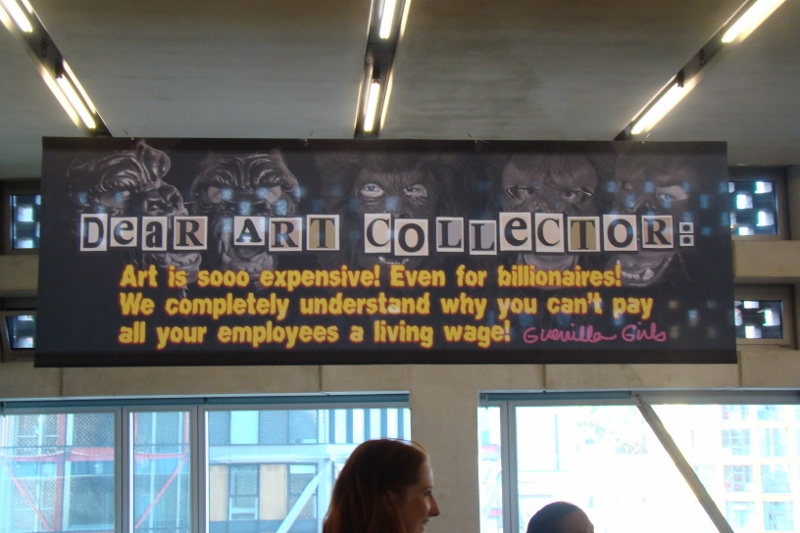 DeaR ART COLLecTOR:
Art is sooo expensive! Even for billionaires!
We completely understand why you can't pay
all your employees a living wage! Guerrilla Girls